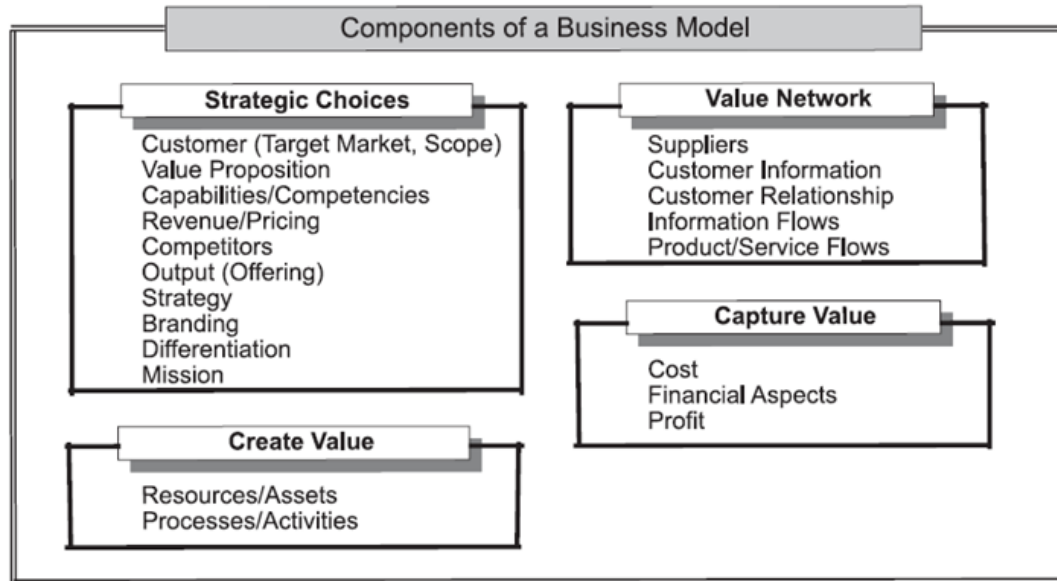 Components of a Business Model
Strategic Choices
Customer (Target Market, Scope)
Value Proposition
Capabilities/Competencies
Revenue/Pricing
Competitors
Output (Offering)
Strategy
Branding
Differentiation
Mission
Create Value
Resources/Assets
Processes/Activities
Value Network
Suppliers
Customer Information
Customer Relationship
Information Flows
Product/Service Flows
Capture Value
Cost
Financial Aspects
Profit